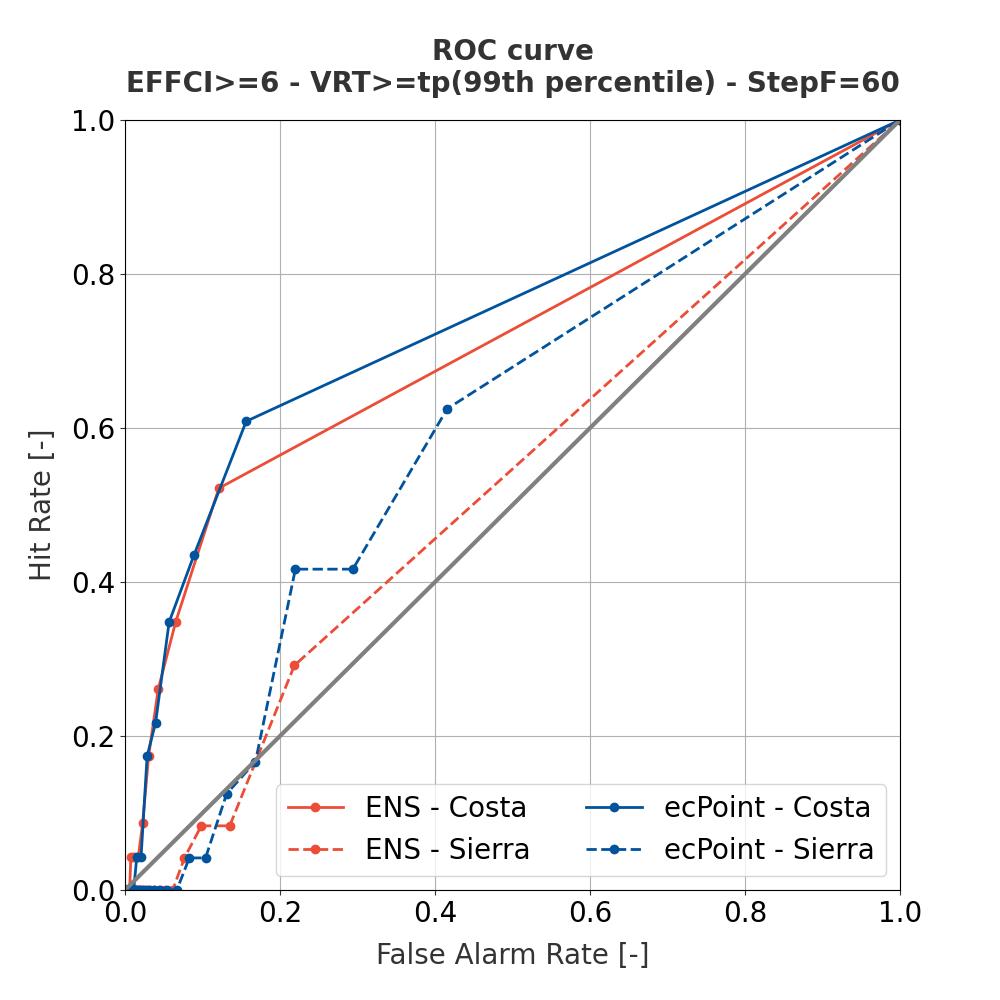 ROC curve
EFFCI>=6 - VRT>=tp(99th percentile) - StepF=60
1.0
0.8
0.6
0.4
0.2
0.0
Hit Rate [-]
0.0 0.2 0.4 0.6 0.8 1.0
False Alarm Rate [-]
ENS - Costa
ENS - Sierra
ecPoint - Costa
ecPoint - Sierra